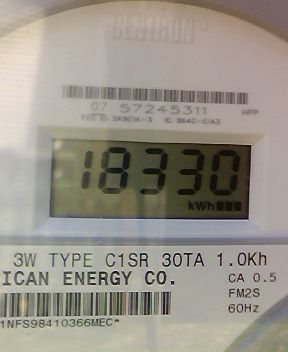 CENTRON
07 57245311 HPP
18330
kWh
3W TYPE C1SR 30TA 1.0Kh
ICAN ENERGY CO. CA 0.5
FM2S
60Hz
1NFS98410366MEC*